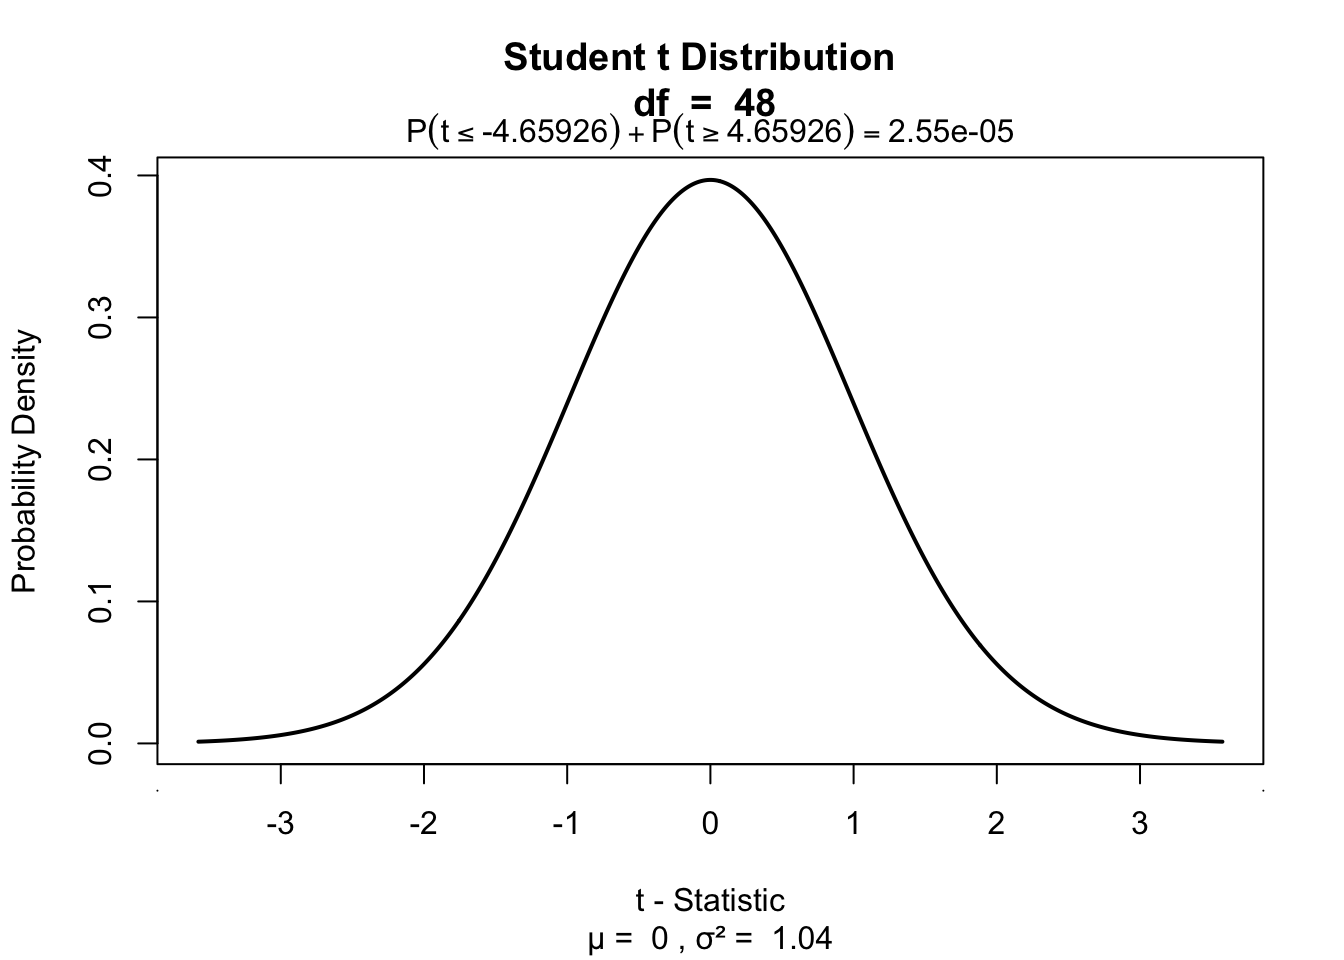 Student t Distribution
df = 48
P(t ≤ -4.65926) + P(t ≥ 4.65926) = 2.55e-05
Probability Density
0.4
0.3
0.2
0.1
0.0
-3 -2 -1 0 1 2 3
t - Statistic
μ = 0 , σ² = 1.04